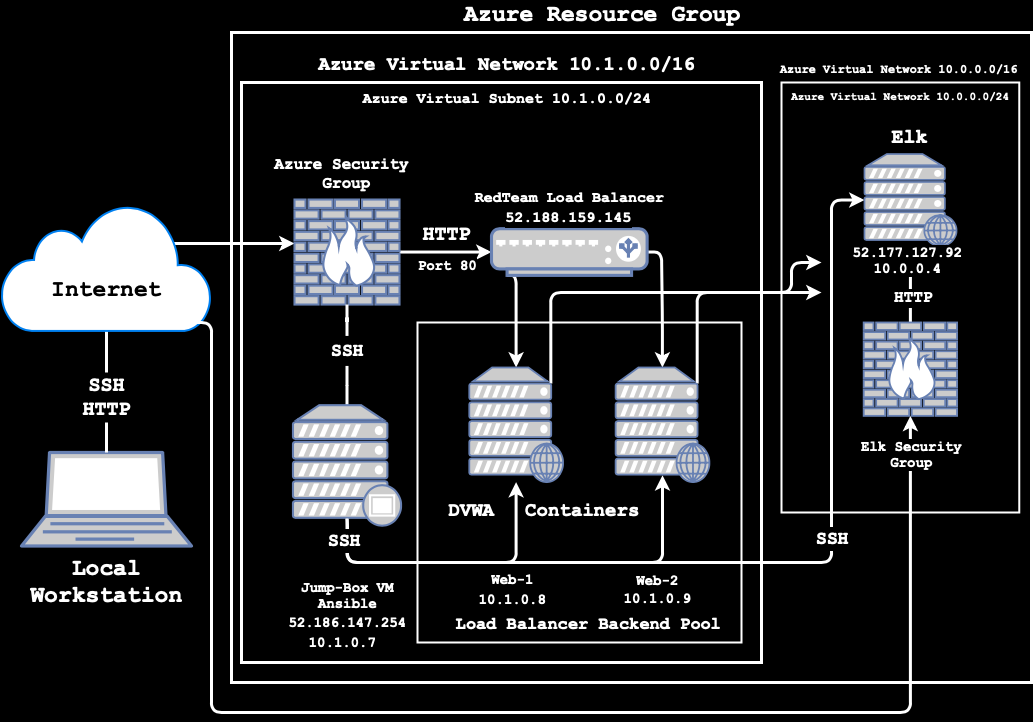 Azure Resource Group
Azure Virtual Network 10.1.0.0/16
Azure Virtual Subnet 10.1.0.0/24
Azure Virtual Network 10.0.0.0/16
Azure Virtual Network 10.0.0.0/24
Elk
52.177.127.92
10.0.0.4
HTTP
Elk Security
Group
Azure Security
Group
HTTP
Port 80
RedTeam Load Balancer
52.188.159.145
Internet
SSH
HTTP
Local
Workstation
SSH
SSH
Jump-Box VM
Ansible
52.186.147.254
10.1.0.7
DVWA Containers
Web-1
10.1.0.8
Web-2
10.1.0.9
Load Balancer Backend Pool
SSH